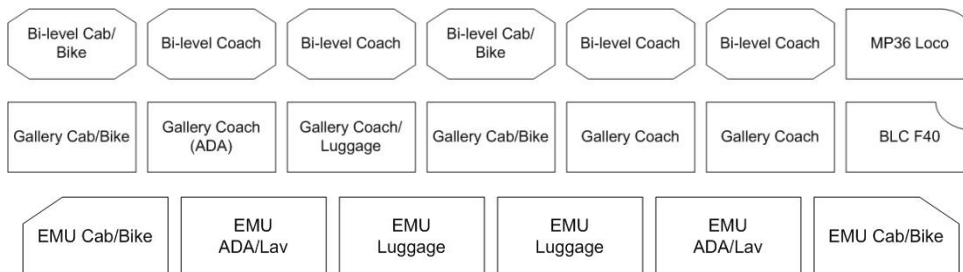 Bi-level Cab/
Bike
Bi-level Coach
Bi-level Coach
Bi-level Cab/
Bike
Bi-level Coach
Bi-level Coach
MP36 Loco
Gallery Cab/Bike
Gallery Coach
(ADA)
Gallery Coach/
Luggage
Gallery Cab/Bike
Gallery Coach
Gallery Coach
BLC F40
EMU Cab/Bike
EMU
ADA/Lav
EMU
Luggage
EMU
Luggage
EMU
ADA/Lav
EMU Cab/Bike